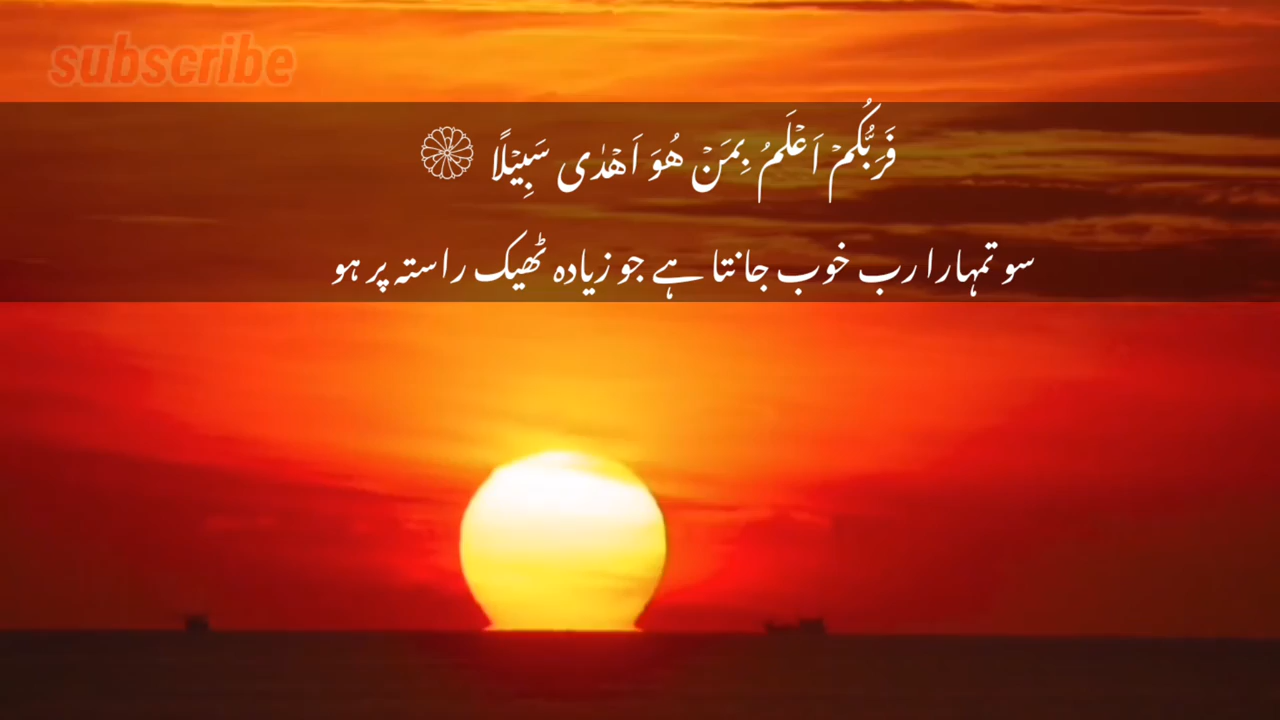 subscribe
فَرَبُّكُمۡ اَعۡلَمُ بِمَنۡ هُوَ اَهۡدٰى سَبِيۡلًا ۞
سو تمہارا رب خوب جانتا ہے جو زیادہ ٹھیک راستہ پر ہو